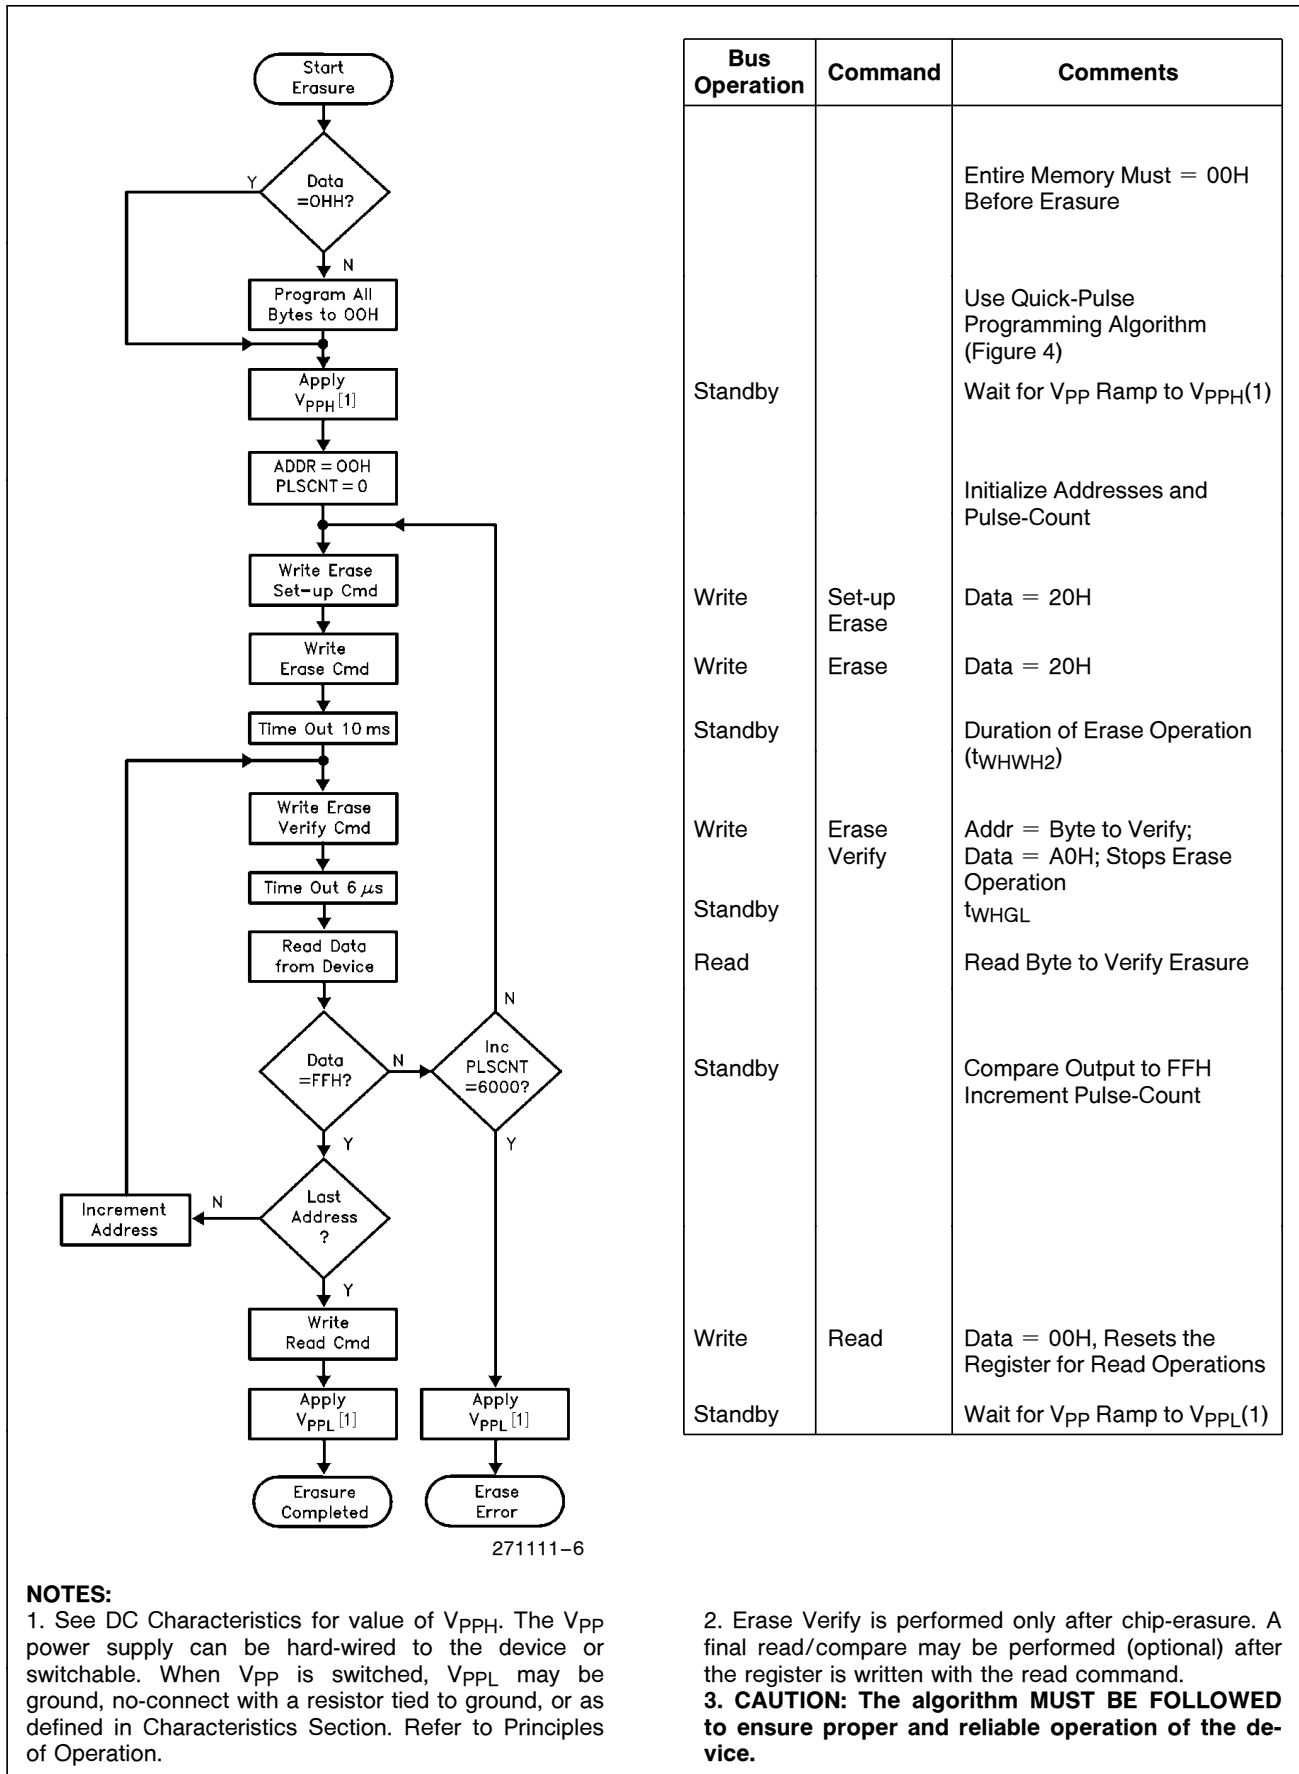 Start
Erasure
Data
=OHH?
Y
N
Program All
Bytes to 00H
Apply
VPPH[1]
ADDR = 00H
PLSCNT = 0
Write Erase
Set-up Cmd
Write
Erase Cmd
Time Out 10 ms
Write Erase
Verify Cmd
Time Out 6 μs
Read Data
from Device
Data
=FFH?
N
Inc
PLSCNT
=6000?
N
Y
Y
Last
Address
?
N
Increment
Address
Y
Write
Read Cmd
Apply
VPPL[1]
Apply
VPPL[1]
Erasure
Completed
Erase
Error
271111–6
Bus
Operation
Command
Comments
Entire Memory Must = 00H
Before Erasure
Use Quick-Pulse
Programming Algorithm
(Figure 4)
Standby
Wait for VPP Ramp to VPPH(1)
Initialize Addresses and
Pulse-Count
Write
Set-up
Erase
Data = 20H
Write
Erase
Data = 20H
Standby
Duration of Erase Operation
(tWHWH2)
Write
Erase
Verify
Addr = Byte to Verify;
Data = A0H; Stops Erase
Operation
Standby
tWHGL
Read
Read Byte to Verify Erasure
Standby
Compare Output to FFH
Increment Pulse-Count
Write
Read
Data = 00H, Resets the
Register for Read Operations
Standby
Wait for VPP Ramp to VPPL(1)
NOTES:
1. See DC Characteristics for value of VPPH. The VPP
power supply can be hard-wired to the device or
switchable. When VPP is switched, VPPL may be
ground, no-connect with a resistor tied to ground, or as
defined in Characteristics Section. Refer to Principles
of Operation.
2. Erase Verify is performed only after chip-erasure. A
final read/compare may be performed (optional) after
the register is written with the read command.
3. CAUTION: The algorithm MUST BE FOLLOWED
to ensure proper and reliable operation of the de-
vice.